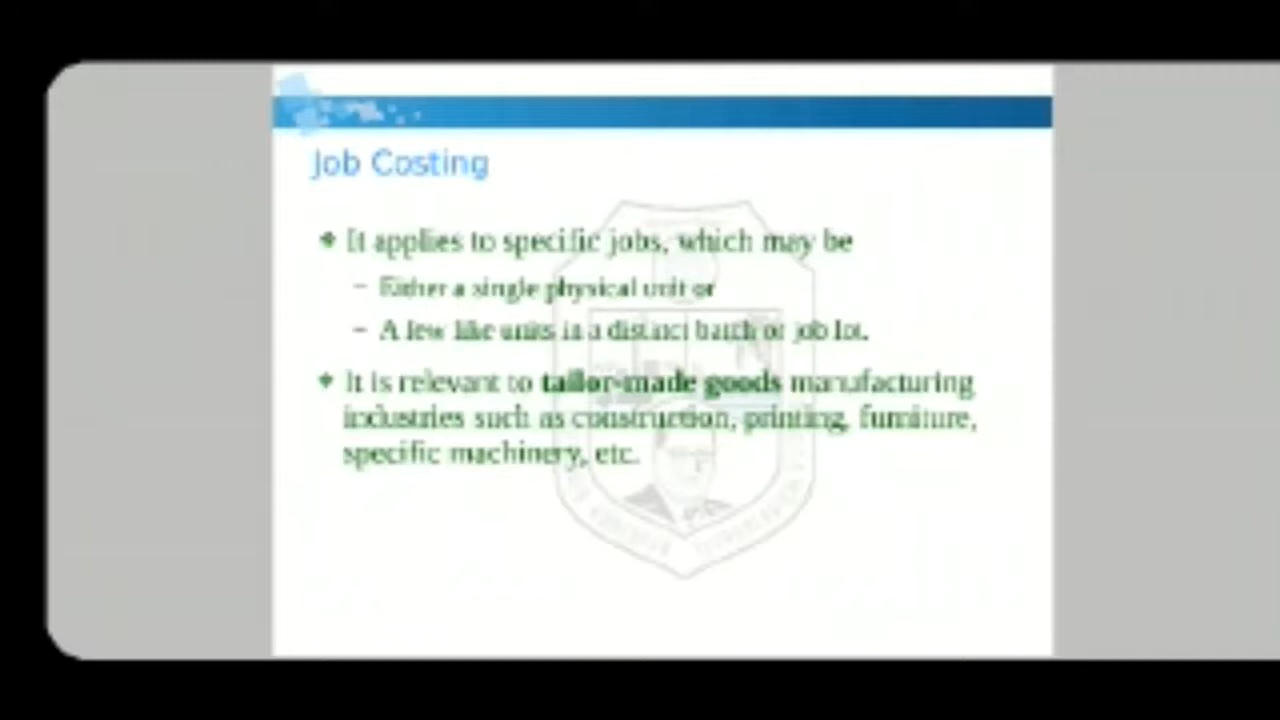 Job Costing
It applies to specific jobs, which may be
– Either a single physical unit or
– A few like units in a distinct batch or job lot.
It is relevant to tailor-made goods manufacturing
industries such as construction, printing, furniture,
specific machinery, etc.